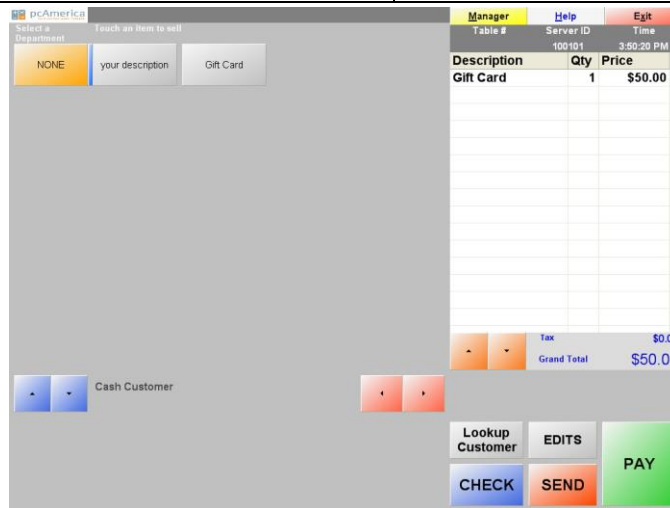 pcAmerica
Manager Help Exit
Select a Department
Touch an item to sell
Table # Server ID Time
100101 3:50:20 PM
NONE your description Gift Card
Description Qty Price
Gift Card 1 $50.00
Tax $0.0
Grand Total $50.0
Cash Customer
Lookup Customer
EDITS
PAY
CHECK SEND